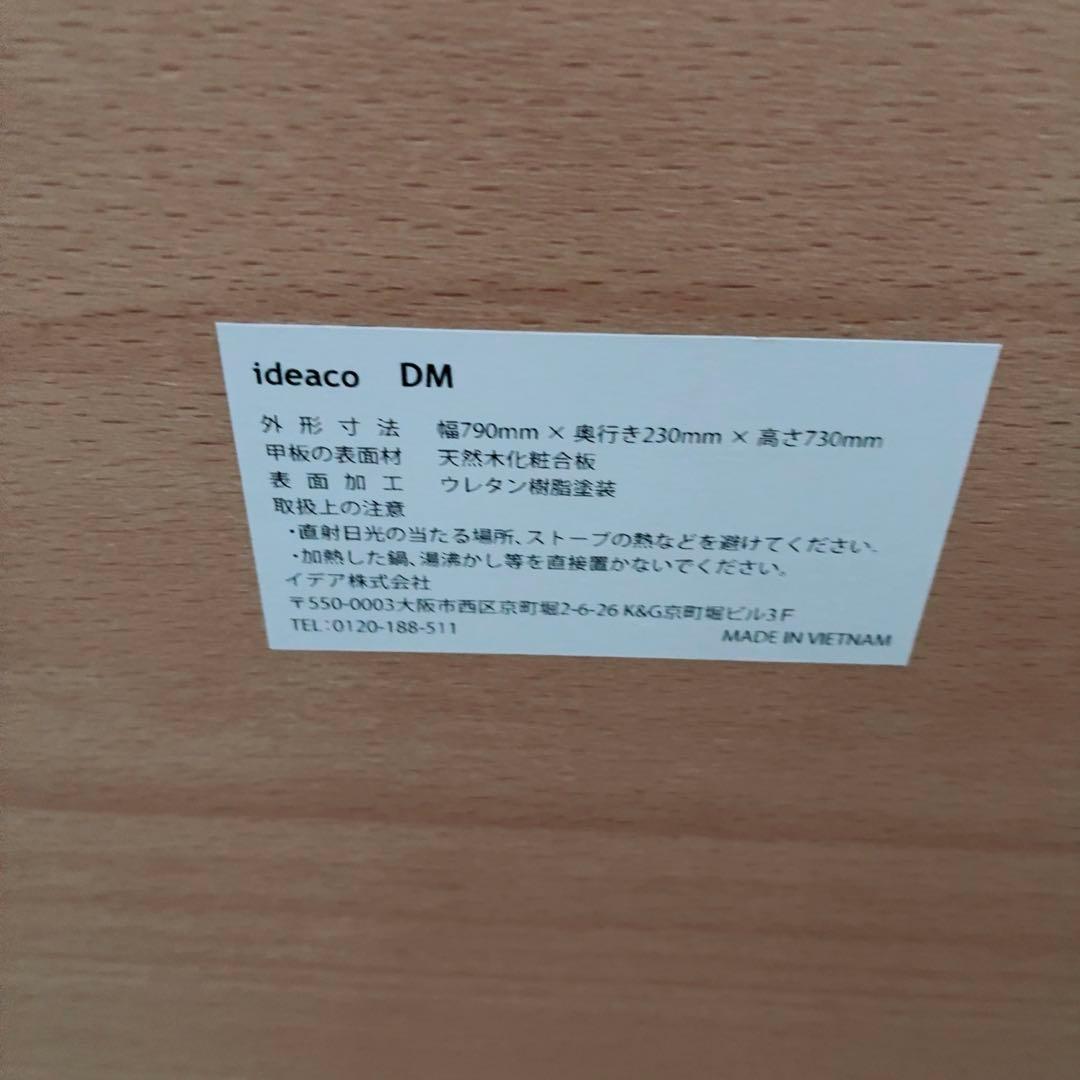 ideaco DM
外形寸法 幅790mm × 奥行き230mm × 高さ730mm
甲板の表面材 天然木化粧合板
表面加工 ウレタン樹脂塗装
取扱上の注意
・直射日光の当たる場所、ストーブの熱などを避けてください。
・加熱した鍋、湯沸かし等を直接置かないでください。
イデア株式会社
〒550-0003大阪市西区京町堀2-6-26 K&G京町堀ビル3F
TEL:0120-188-511 MADE IN VIETNAM